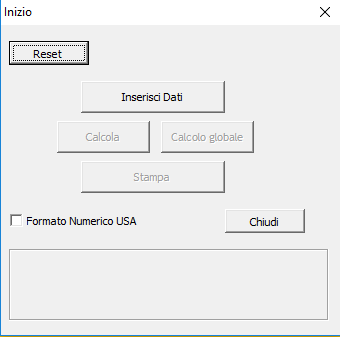 Inizio
Reset
Inserisci Dati
Calcola
Calcolo globale
Stampa
Formato Numerico USA
Chiudi